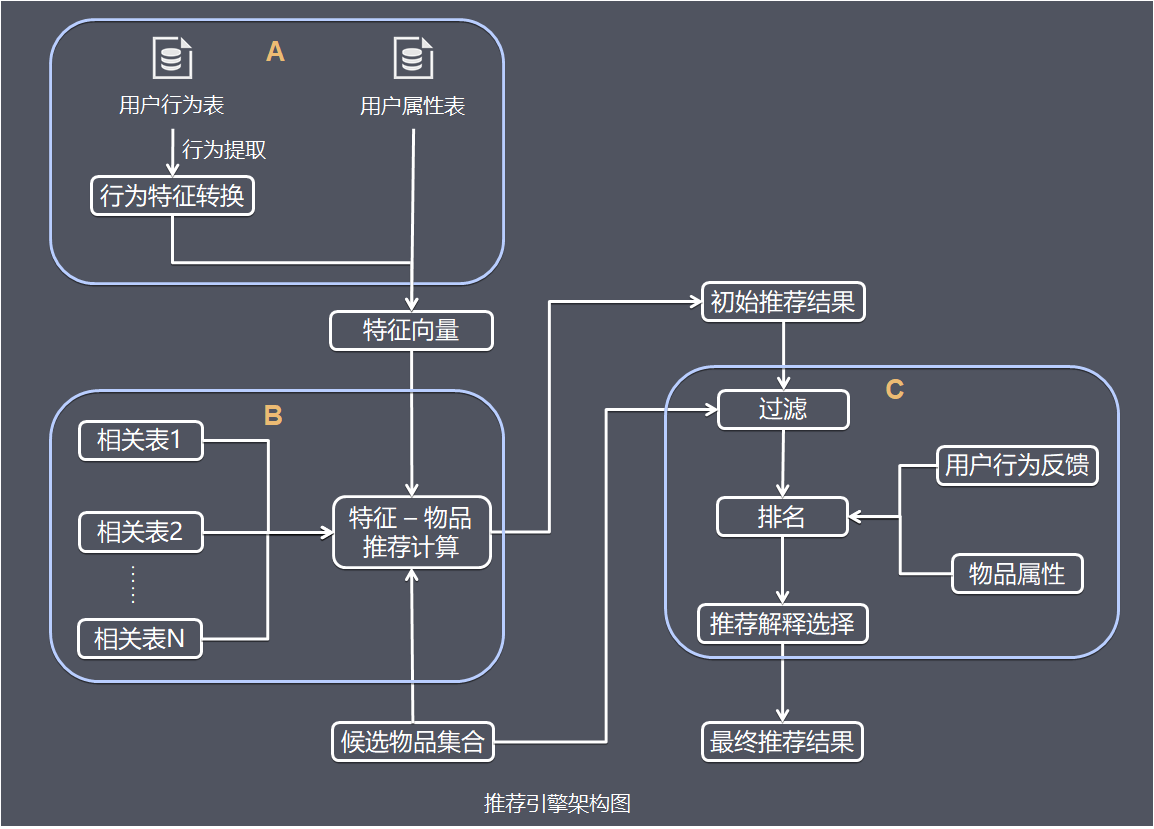 A
用户行为表
用户属性表
行为提取
行为特征转换
特征向量
初始推荐结果
B
相关表1
相关表2
相关表N
特征 – 物品
推荐计算
C
过滤
用户行为反馈
排名
物品属性
推荐解释选择
候选物品集合
最终推荐结果
推荐引擎架构图